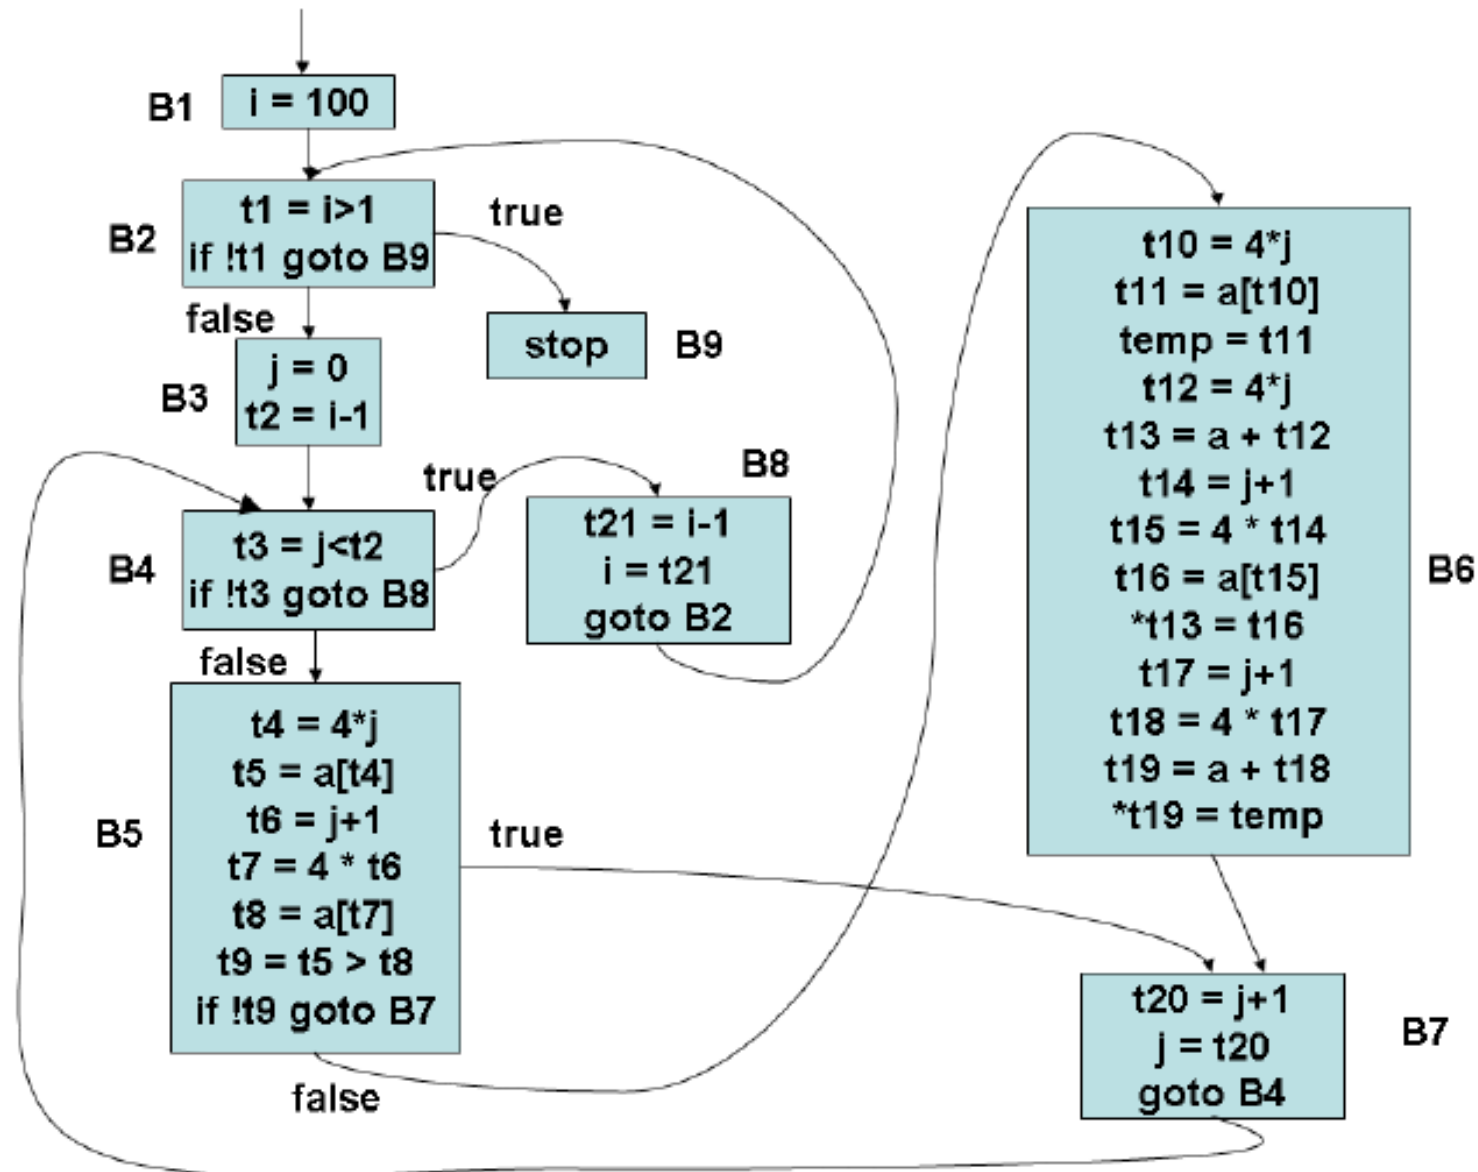 B1
i = 100
B2
t1 = i>1
if !t1 goto B9
true
false
stop
B9
B3
j = 0
t2 = i-1
true
B4
t3 = j<t2
if !t3 goto B8
false
B8
t21 = i-1
i = t21
goto B2
B5
t4 = 4*j
t5 = a[t4]
t6 = j+1
t7 = 4 * t6
t8 = a[t7]
t9 = t5 > t8
if !t9 goto B7
true
false
t10 = 4*j
t11 = a[t10]
temp = t11
t12 = 4*j
t13 = a + t12
t14 = j+1
t15 = 4 * t14
t16 = a[t15]
*t13 = t16
t17 = j+1
t18 = 4 * t17
t19 = a + t18
*t19 = temp
B6
t20 = j+1
j = t20
goto B4
B7